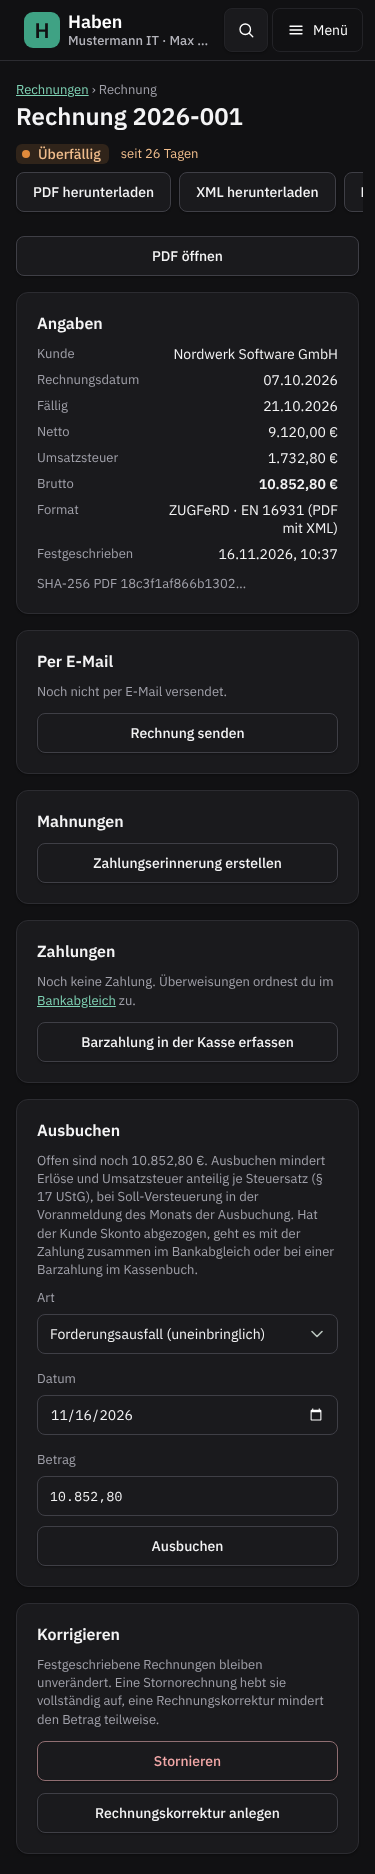 H
Haben
Mustermann IT · Max ...
Menü
Rechnungen › Rechnung
Rechnung 2026-001
Überfällig
seit 26 Tagen
PDF herunterladen
XML herunterladen
PDF öffnen
Angaben
Kunde
Nordwerk Software GmbH
Rechnungsdatum
07.10.2026
Fällig
21.10.2026
Netto
9.120,00 €
Umsatzsteuer
1.732,80 €
Brutto
10.852,80 €
Format
ZUGFeRD · EN 16931 (PDF
mit XML)
Festgeschrieben
16.11.2026, 10:37
SHA-256 PDF 18c3f1af866b1302…
Per E-Mail
Noch nicht per E-Mail versendet.
Rechnung senden
Mahnungen
Zahlungserinnerung erstellen
Zahlungen
Noch keine Zahlung. Überweisungen ordnest du im
Bankabgleich zu.
Barzahlung in der Kasse erfassen
Ausbuchen
Offen sind noch 10.852,80 €. Ausbuchen mindert
Erlöse und Umsatzsteuer anteilig je Steuersatz (§
17 UStG), bei Soll-Versteuerung in der
Voranmeldung des Monats der Ausbuchung. Hat
der Kunde Skonto abgezogen, geht es mit der
Zahlung zusammen im Bankabgleich oder bei einer
Barzahlung im Kassenbuch.
Art
Forderungsausfall (uneinbringlich)
Datum
11/16/2026
Betrag
10.852,80
Ausbuchen
Korrigieren
Festgeschriebene Rechnungen bleiben
unverändert. Eine Stornorechnung hebt sie
vollständig auf, eine Rechnungskorrektur mindert
den Betrag teilweise.
Stornieren
Rechnungskorrektur anlegen